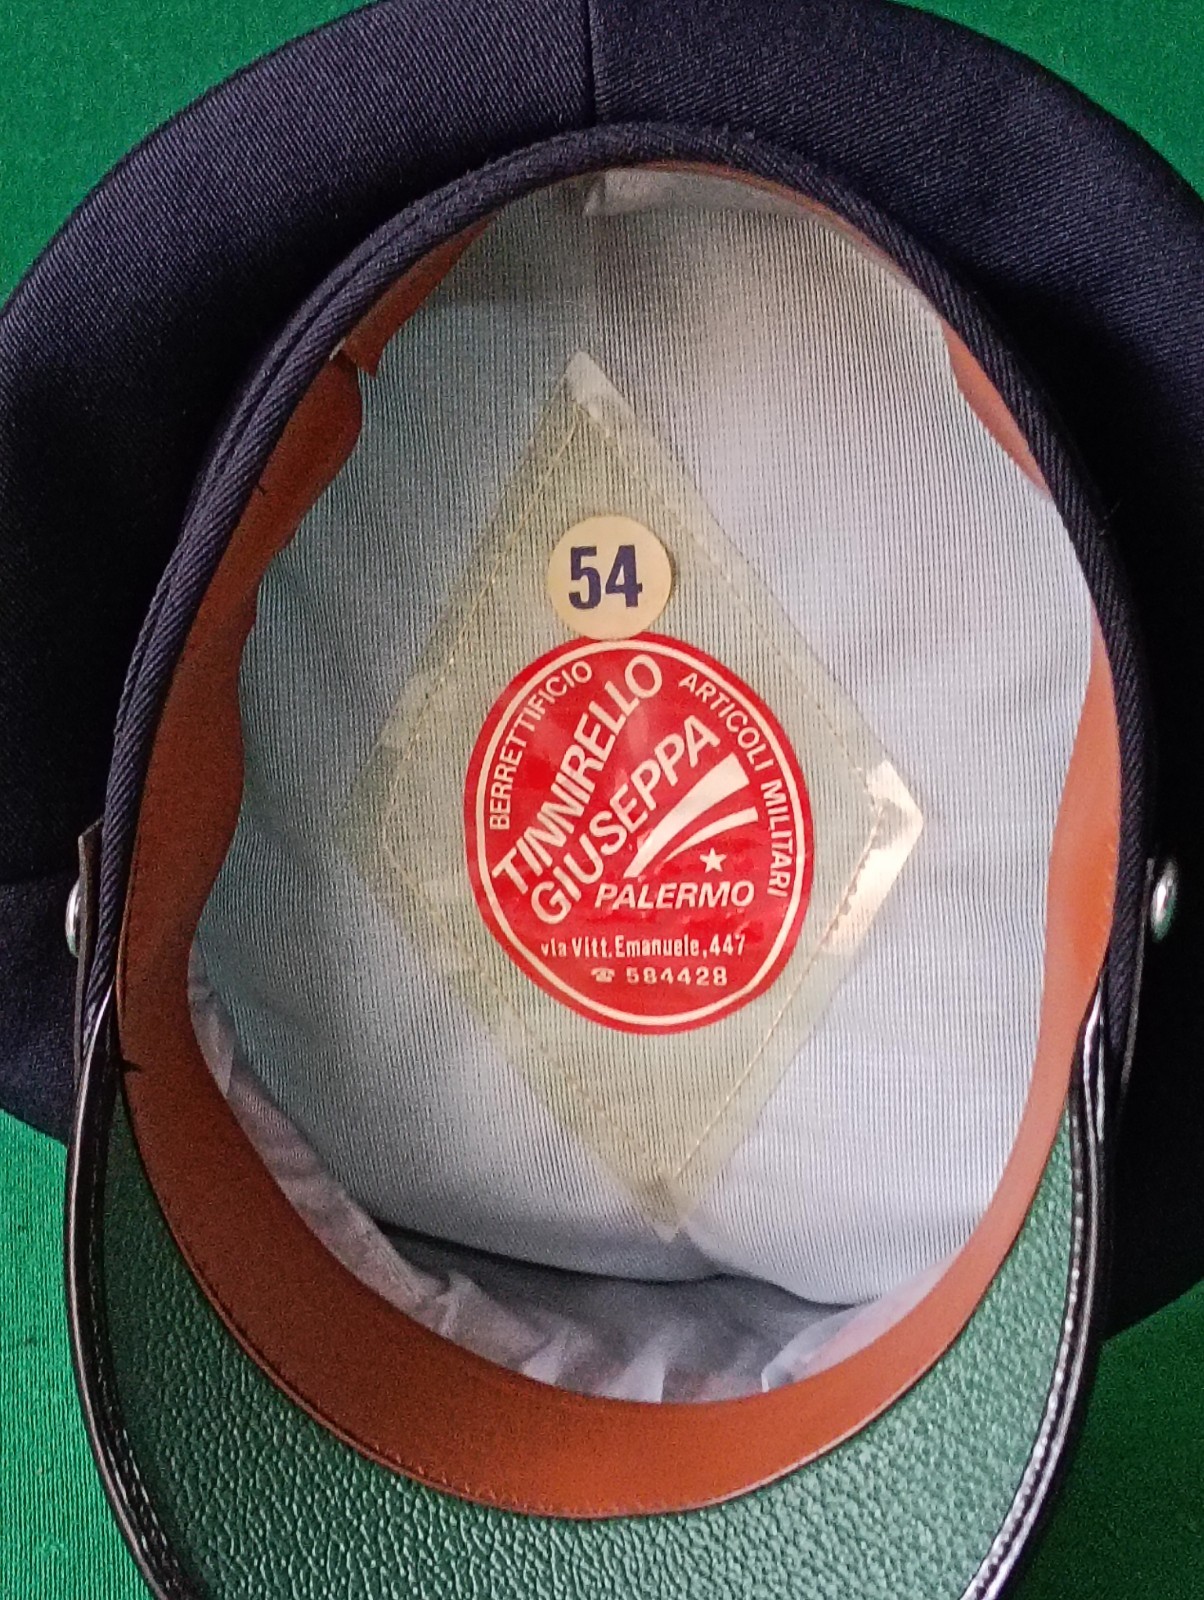 54
BERRETTIFICIO
ARTICOLI MILITARI
TINNIRELLO
GIUSEPPA
PALERMO
via Vitt. Emanuele, 447
☎ 584428